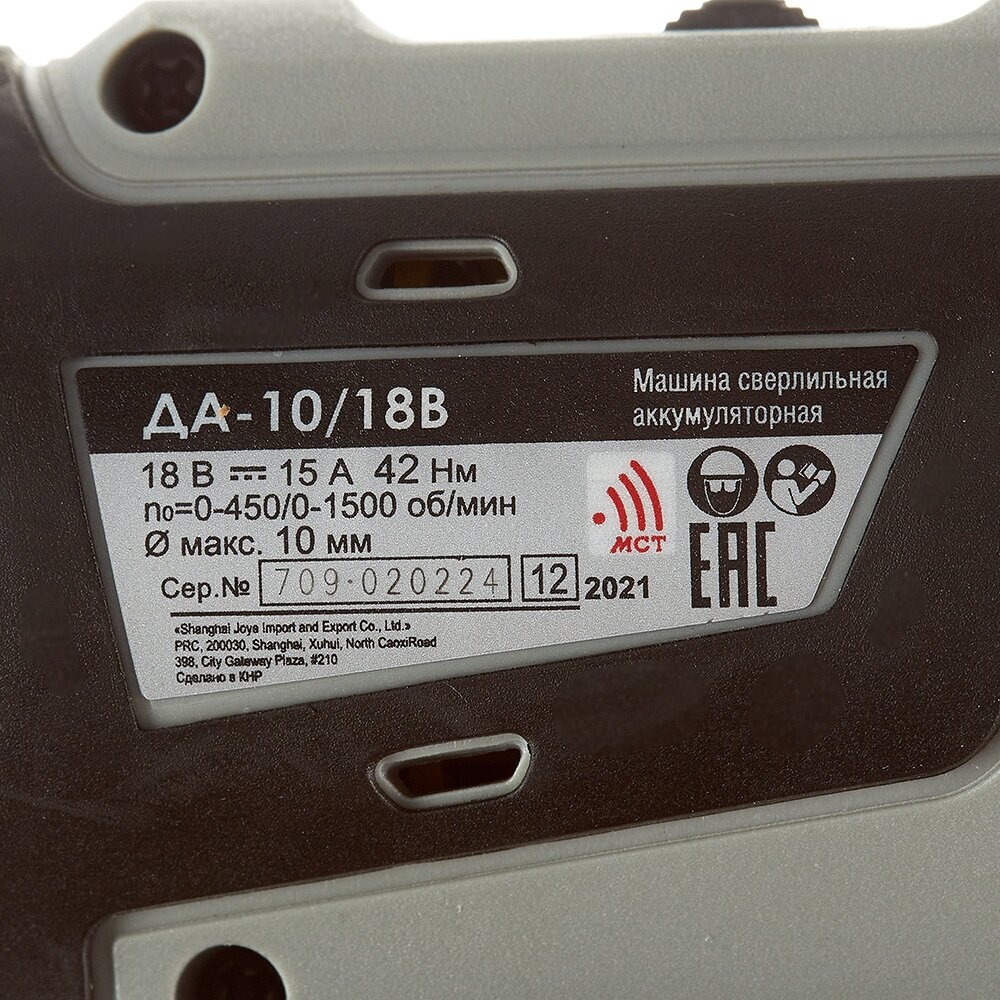 ДА-10/18В
Машина сверлильная
аккумуляторная
18 В ⎓ 15 А 42 Нм
n₀=0-450/0-1500 об/мин
Ø макс. 10 мм
Сер.№ 709·020224 12 2021
МСТ
ЕАС
«Shanghai Joya Import and Export Co., Ltd.»
PRC, 200030, Shanghai, Xuhui, North CaoxiRoad
398, City Gateway Plaza, #210
Сделано в КНР